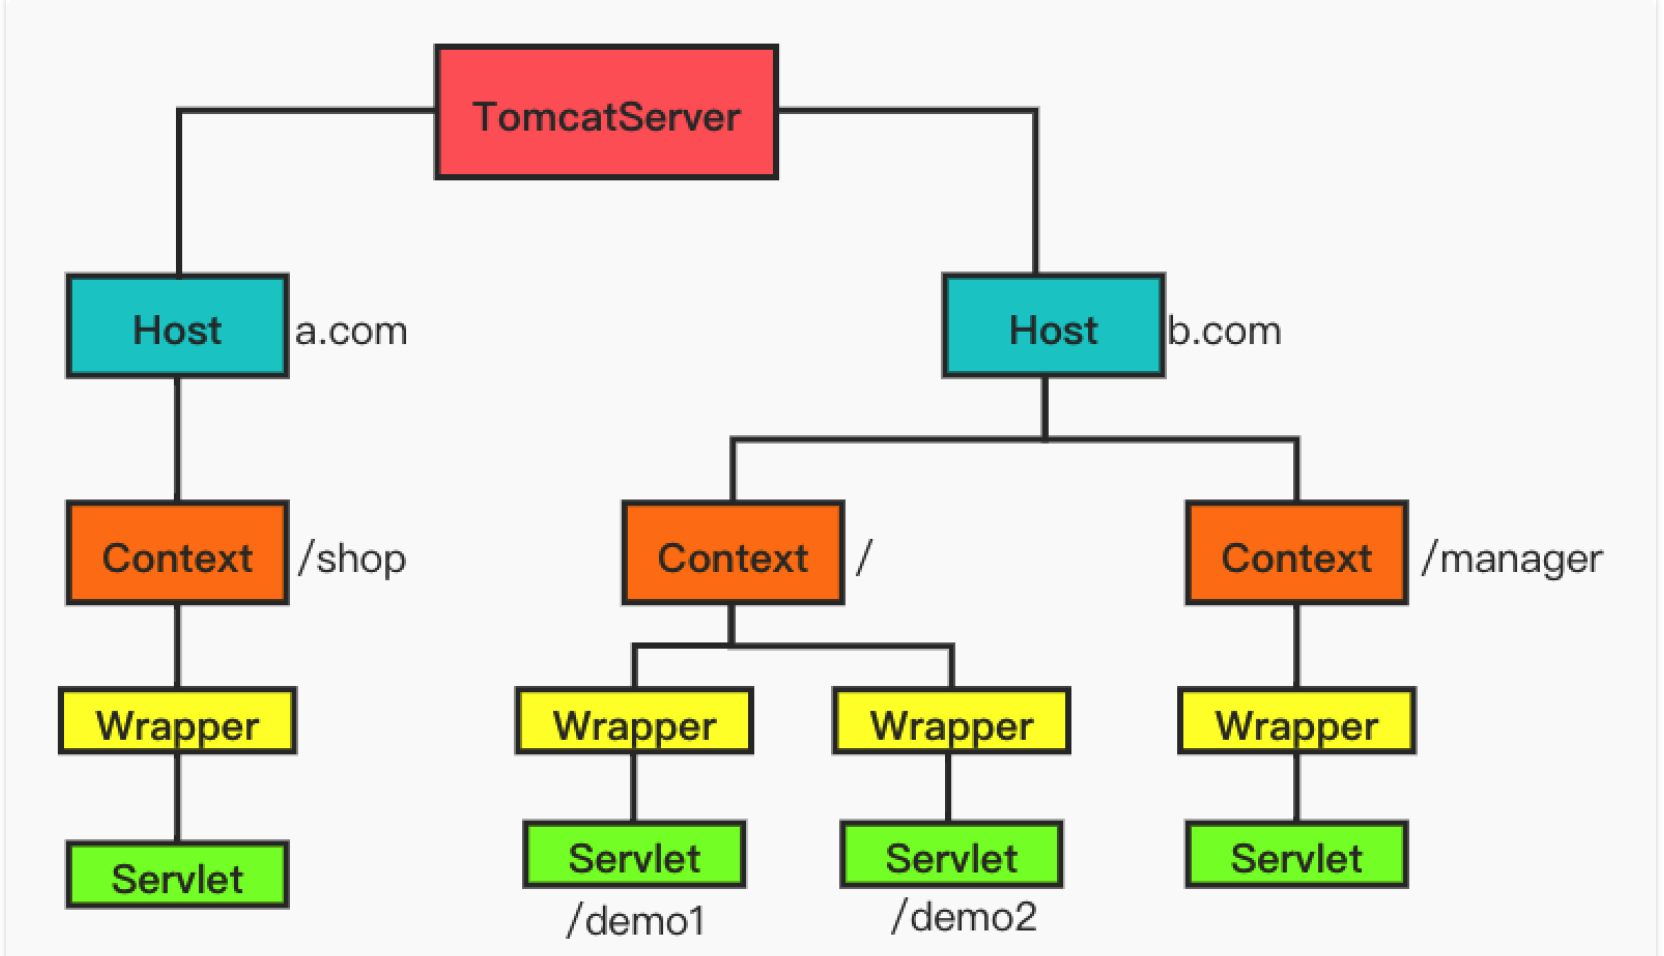 TomcatServer
Host a.com
Host b.com
Context /shop
Context /
Context /manager
Wrapper
Wrapper
Wrapper
Wrapper
Servlet
Servlet
Servlet
Servlet
/demo1
/demo2